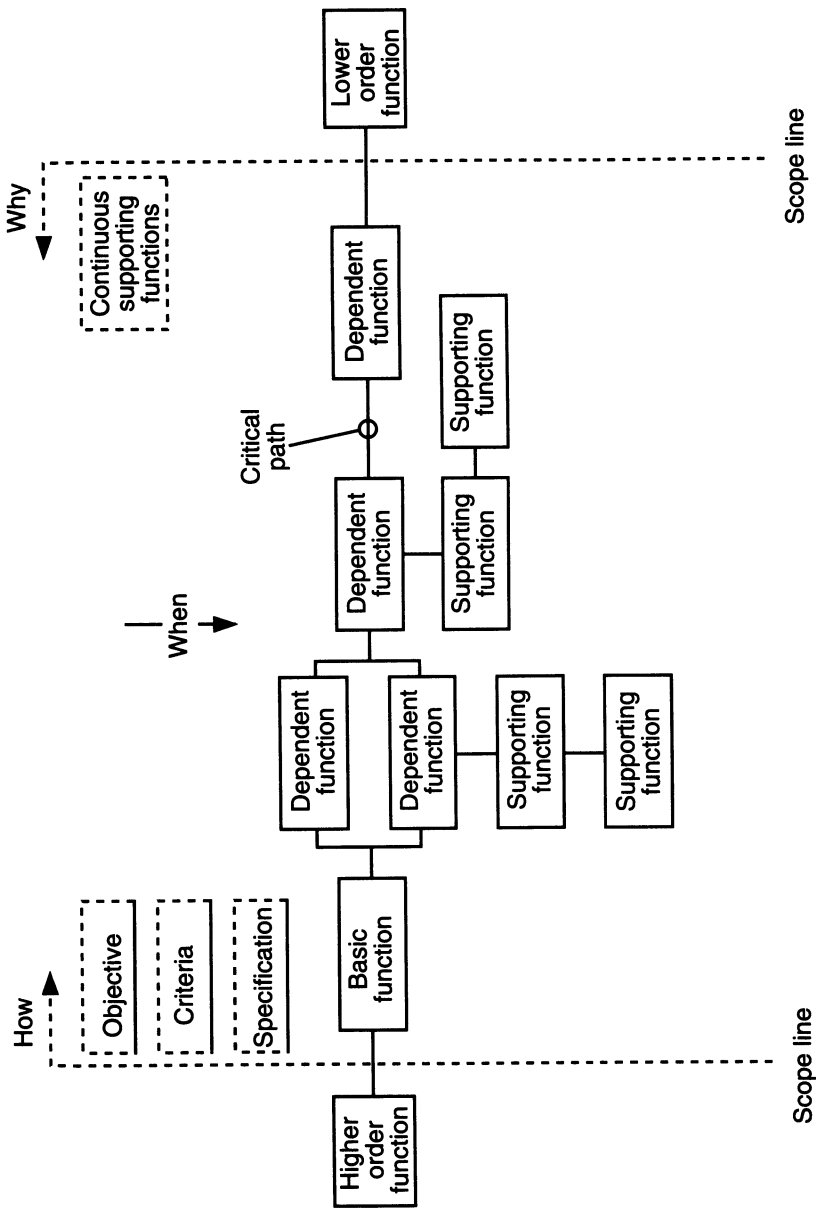 How
Why
Objective
Criteria
Specification
When
Continuous
supporting
functions
Critical
path
Higher
order
function
Basic
function
Dependent
function
Dependent
function
Dependent
function
Dependent
function
Lower
order
function
Supporting
function
Supporting
function
Supporting
function
Supporting
function
Scope line
Scope line